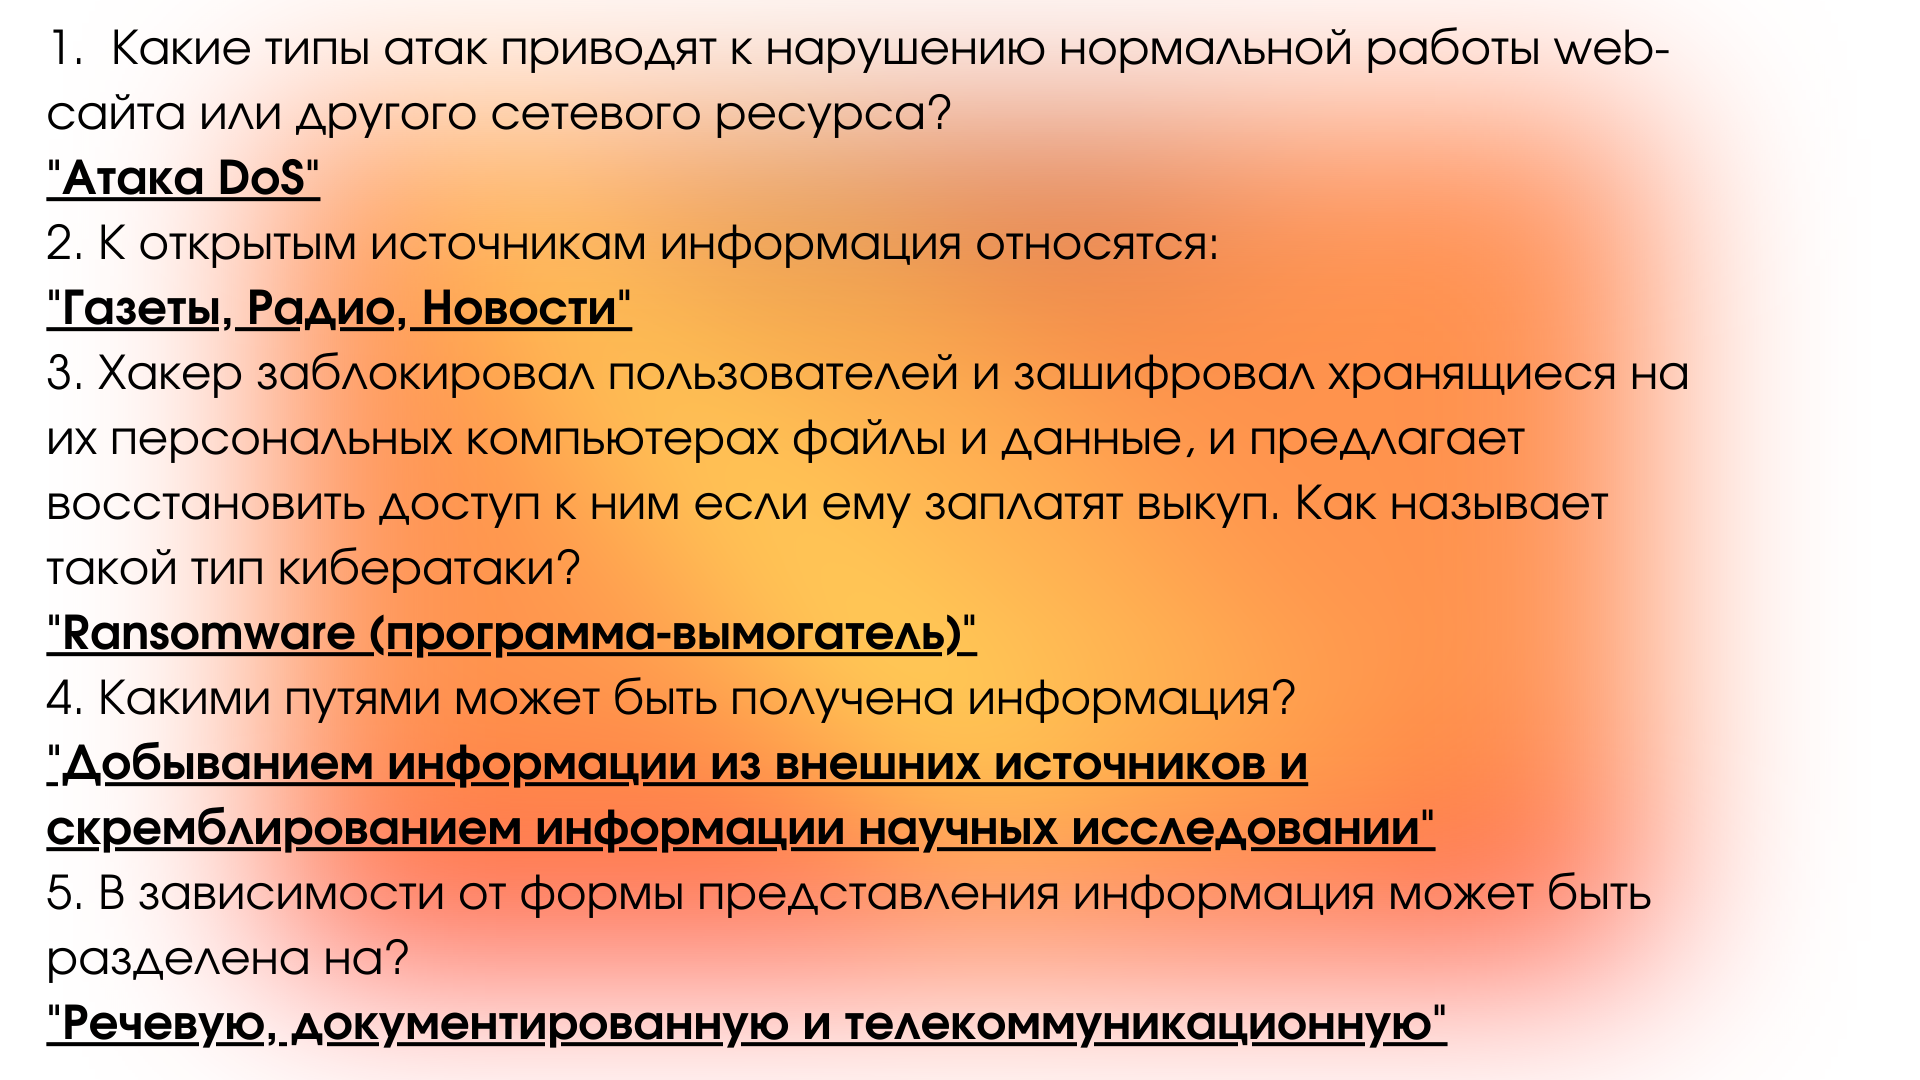 1.  Какие типы атак приводят к нарушению нормальной работы web-
сайта или другого сетевого ресурса?
"Атака DoS"
2. К открытым источникам информация относятся:
"Газеты, Радио, Новости"
3. Хакер заблокировал пользователей и зашифровал хранящиеся на
их персональных компьютерах файлы и данные, и предлагает
восстановить доступ к ним если ему заплатят выкуп. Как называет
такой тип кибератаки?
"Ransomware (программа-вымогатель)"
4. Какими путями может быть получена информация?
"Добыванием информации из внешних источников и
скремблированием информации научных исследовании"
5. В зависимости от формы представления информация может быть
разделена на?
"Речевую, документированную и телекоммуникационную"